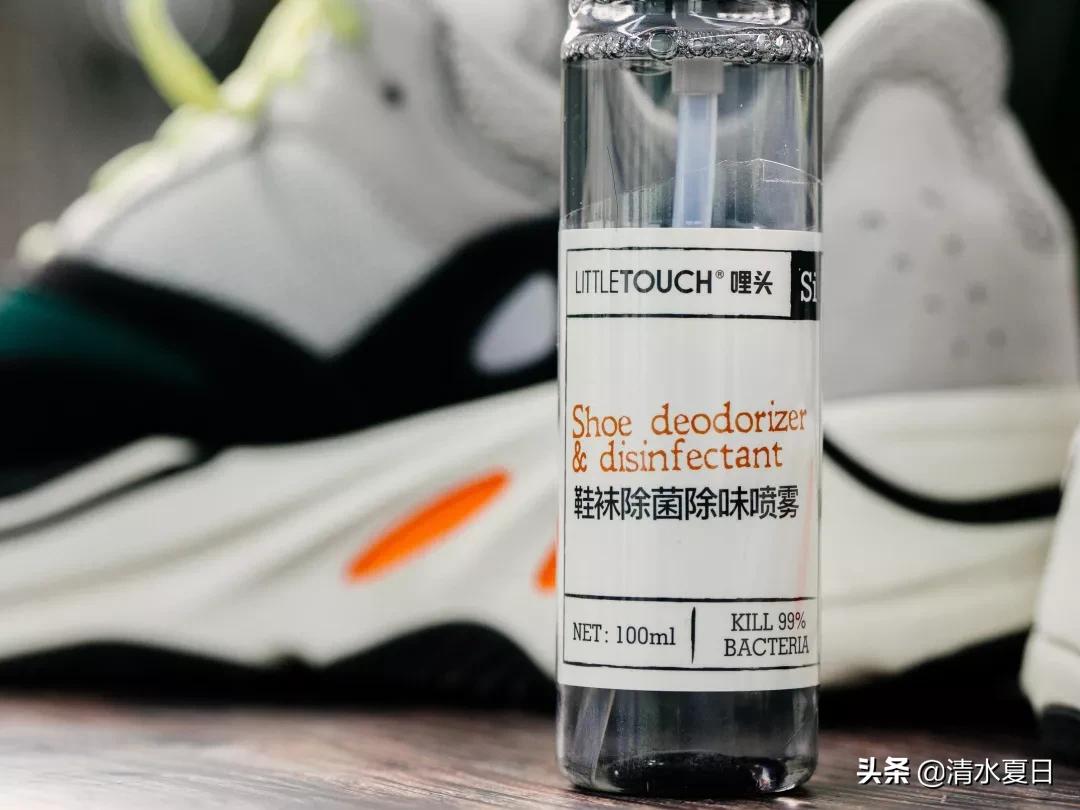 LITTLETOUCH® 哩头
Si
Shoe deodorizer
& disinfectant
鞋袜除菌除味喷雾
NET: 100ml
KILL 99%
BACTERIA
头条 @清水夏日